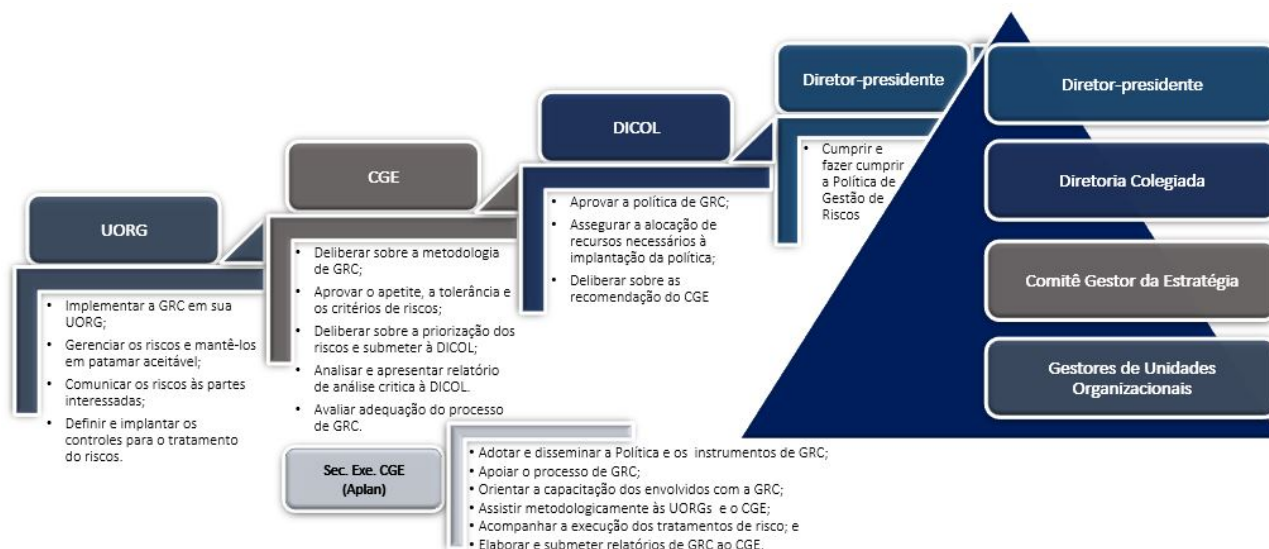 UORG
• Implementar a GRC em sua
UORG;
• Gerenciar os riscos e mantê-los
em patamar aceitável;
• Comunicar os riscos às partes
interessadas;
• Definir e implantar os
controles para o tratamento
do riscos.
CGE
• Deliberar sobre a metodologia
de GRC;
• Aprovar o apetite, a tolerância e
os critérios de riscos;
• Deliberar sobre a priorização dos
riscos e submeter à DICOL;
• Analisar e apresentar relatório
de análise critica à DICOL.
• Avaliar adequação do processo
de GRC.
Sec. Exe. CGE
(Aplan)
• Adotar e disseminar a Política e os instrumentos de GRC;
• Apoiar o processo de GRC;
• Orientar a capacitação dos envolvidos com a GRC;
• Assistir metodologicamente às UORGs e o CGE;
• Acompanhar a execução dos tratamentos de risco; e
• Elaborar e submeter relatórios de GRC ao CGE.
DICOL
• Aprovar a política de GRC;
• Assegurar a alocação de
recursos necessários à
implantação da política;
• Deliberar sobre as
recomendação do CGE
Diretor-presidente
• Cumprir e
fazer cumprir
a Política de
Gestão de
Riscos
Diretor-presidente
Diretoria Colegiada
Comitê Gestor da Estratégia
Gestores de Unidades
Organizacionais